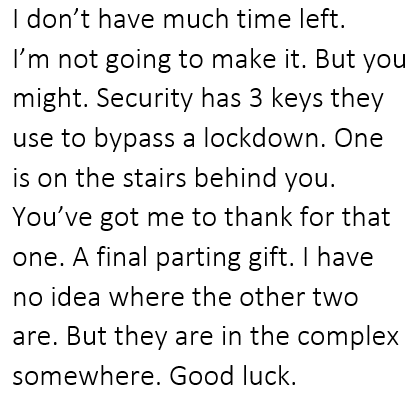 I don’t have much time left.
I’m not going to make it. But you
might. Security has 3 keys they
use to bypass a lockdown. One
is on the stairs behind you.
You’ve got me to thank for that
one. A final parting gift. I have
no idea where the other two
are. But they are in the complex
somewhere. Good luck.